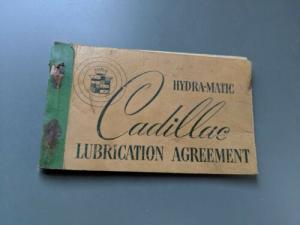 HYDRA-MATIC
Cadillac
LUBRICATION AGREEMENT